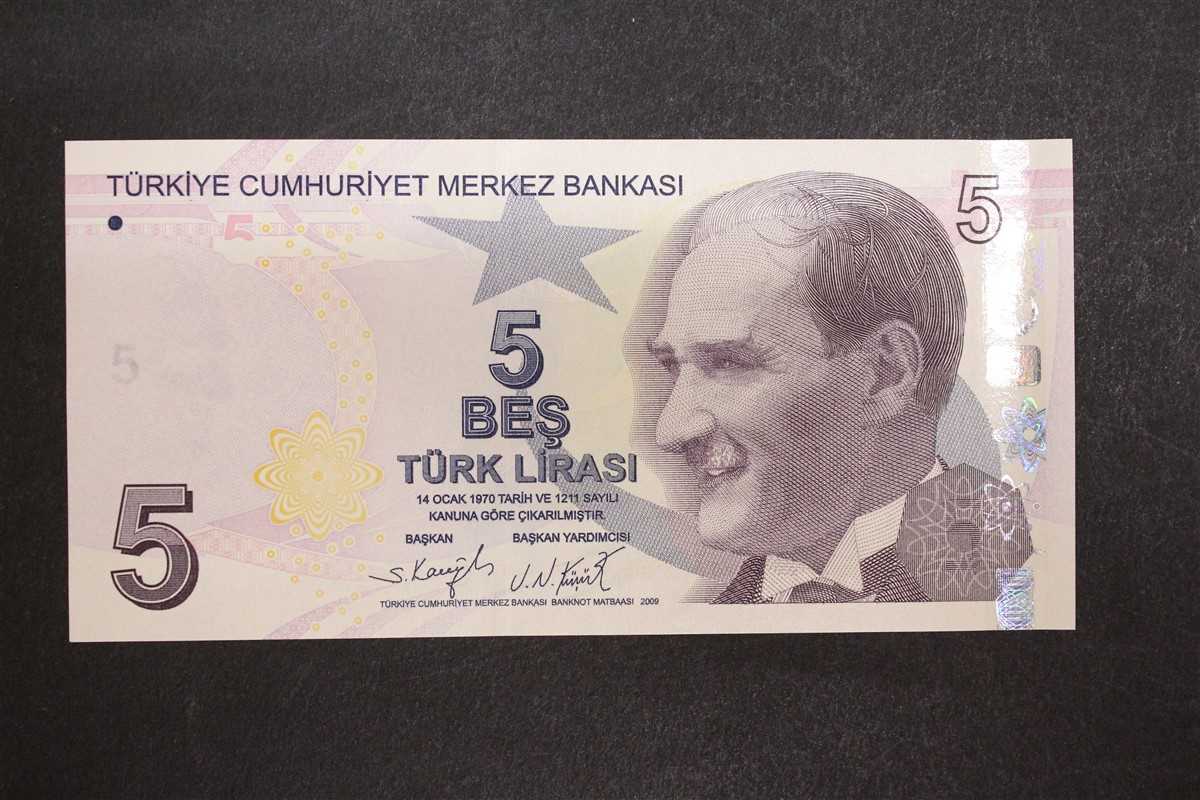 TÜRKİYE CUMHURİYET MERKEZ BANKASI
5
5
5
5
BEŞ
TÜRK LİRASI
14 OCAK 1970 TARİH VE 1211 SAYILI
KANUNA GÖRE ÇIKARILMIŞTIR.
BAŞKAN BAŞKAN YARDIMCISI
5
TÜRKİYE CUMHURİYET MERKEZ BANKASI BANKNOT MATBAASI 2009